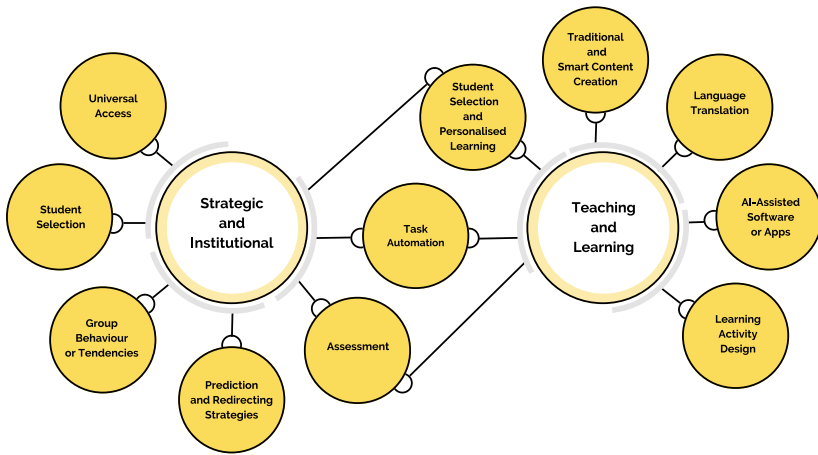 Universal
Access
Student
Selection
Group
Behaviour
or Tendencies
Prediction
and Redirecting
Strategies
Strategic
and
Institutional
Assessment
Task
Automation
Student
Selection
and
Personalised
Learning
Traditional
and
Smart Content
Creation
Teaching
and
Learning
Language
Translation
AI-Assisted
Software
or Apps
Learning
Activity
Design